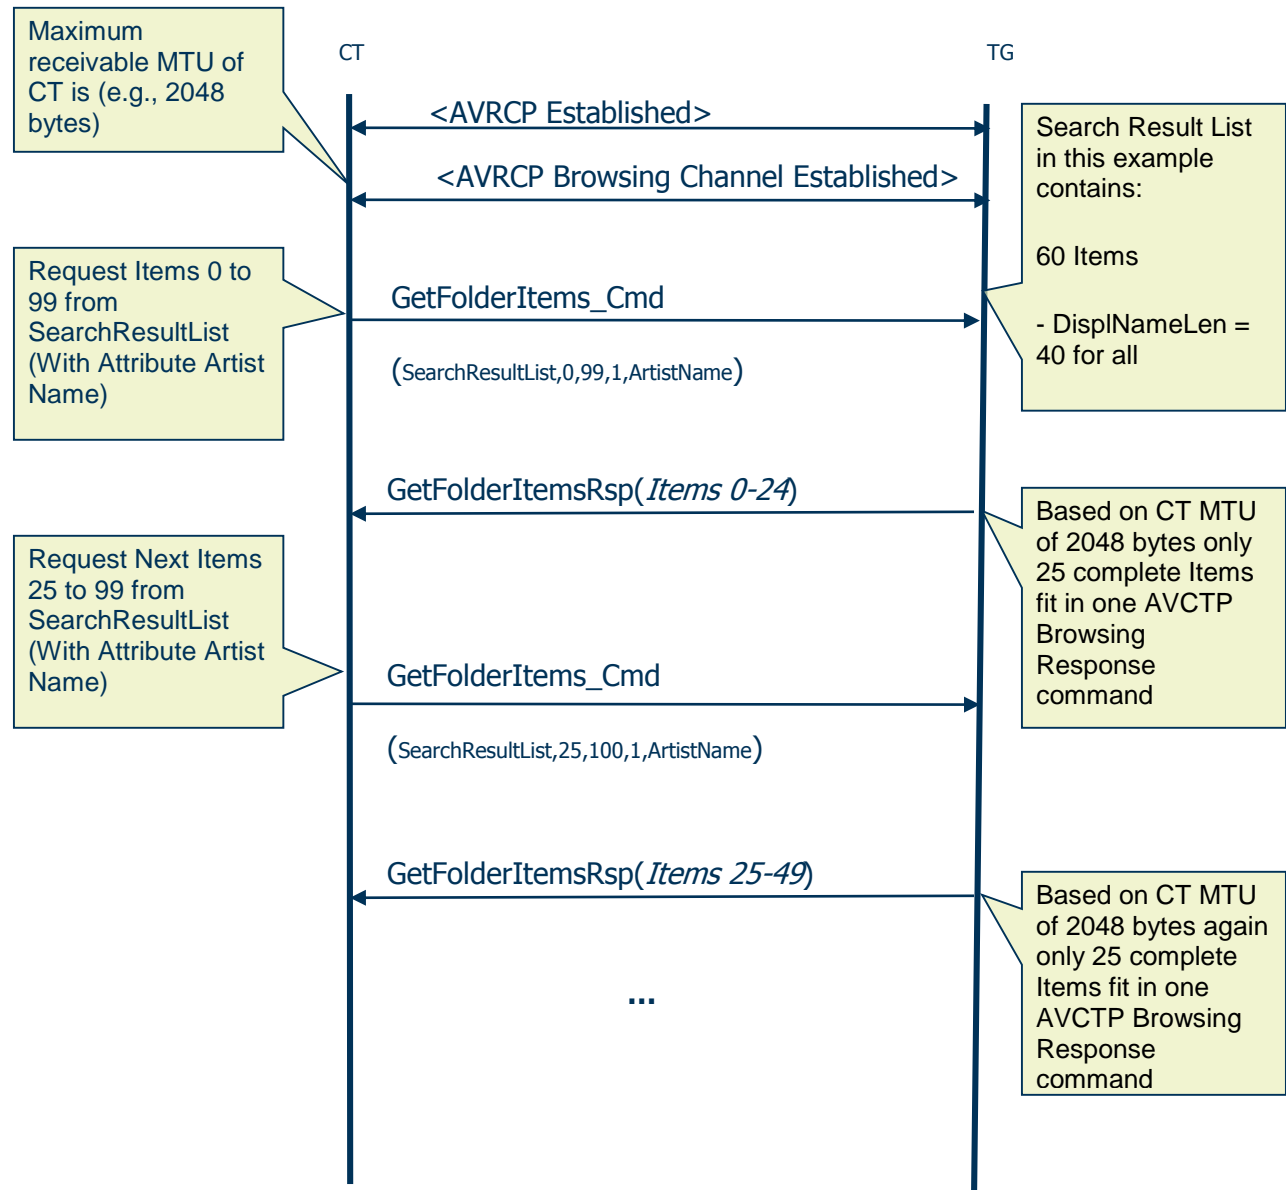 Maximum
receivable MTU of
CT is (e.g., 2048
bytes)
CT
TG
<AVRCP Established>
<AVRCP Browsing Channel Established>
Search Result List
in this example
contains:
60 Items
- DisplNameLen =
40 for all
Request Items 0 to
99 from
SearchResultList
(With Attribute Artist
Name)
GetFolderItems_Cmd
(SearchResultList,0,99,1,ArtistName)
GetFolderItemsRsp(Items 0-24)
Based on CT MTU
of 2048 bytes only
25 complete Items
fit in one AVCTP
Browsing
Response
command
Request Next Items
25 to 99 from
SearchResultList
(With Attribute Artist
Name)
GetFolderItems_Cmd
(SearchResultList,25,100,1,ArtistName)
GetFolderItemsRsp(Items 25-49)
Based on CT MTU
of 2048 bytes again
only 25 complete
Items fit in one
AVCTP Browsing
Response
command
...